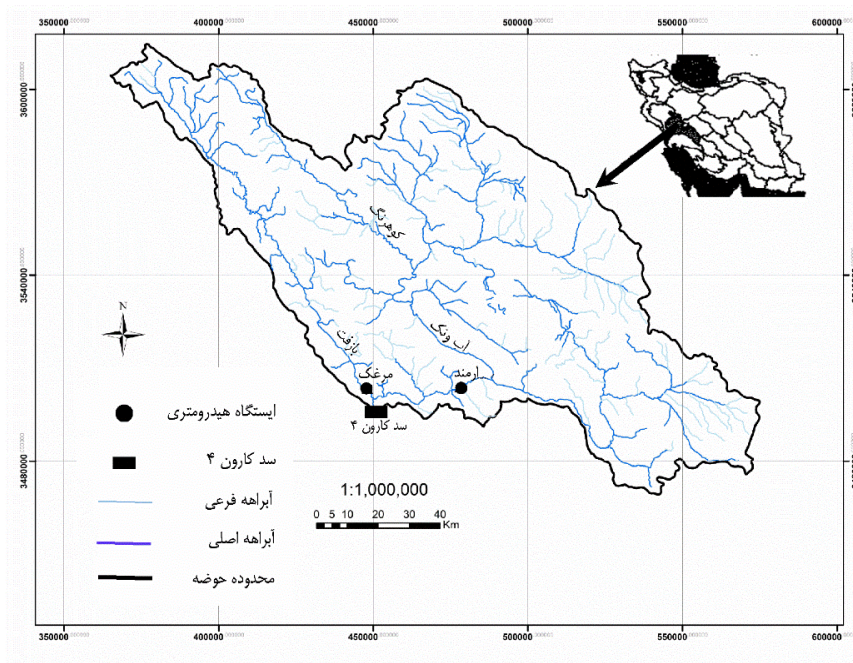 350000 400000 450000 500000 550000 600000
3600000
3540000
3480000
کوهرنگ
بازفت
آب ونک
مرغک
ارمند
سد کارون ۴
N
ایستگاه هیدرومتری
سد کارون ۴
آبراهه فرعی
آبراهه اصلی
محدوده حوضه
1:1,000,000
0 5 10 20 30 40
Km
350000 400000 450000 500000 550000 600000